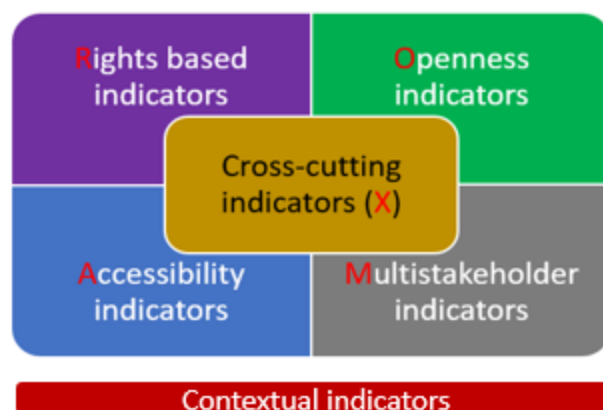 Rights based
indicators
Openness
indicators
Cross-cutting
indicators (X)
Accessibility
indicators
Multistakeholder
indicators
Contextual indicators